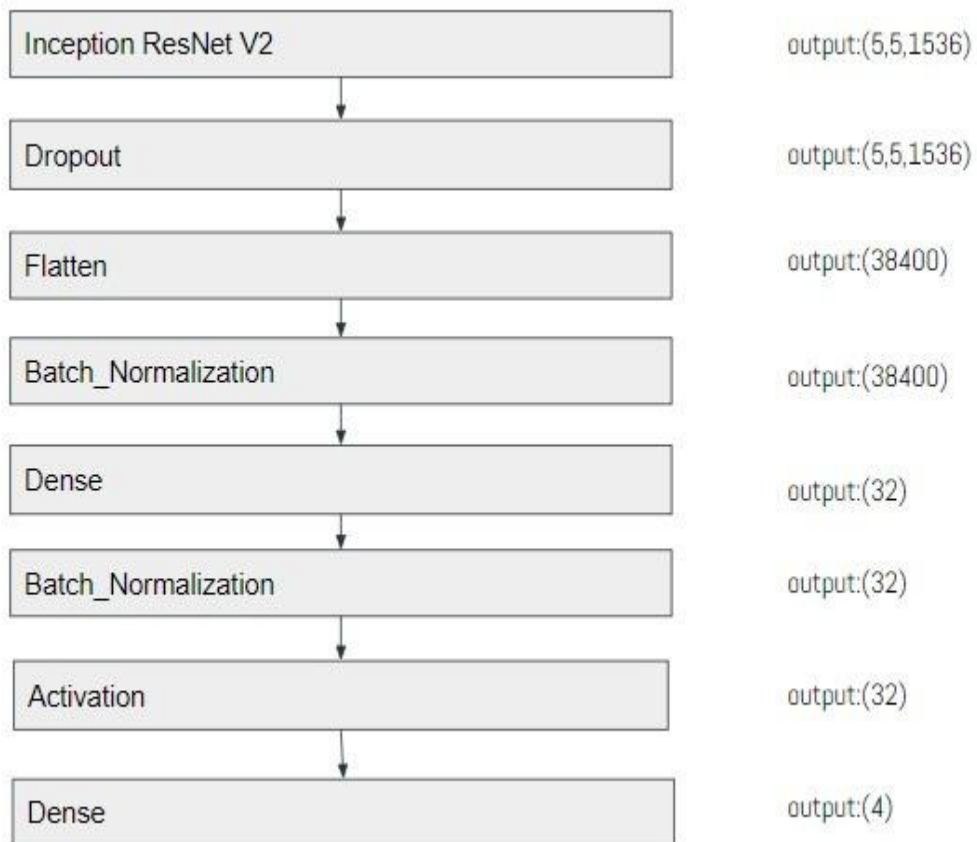 Inception ResNet V2 output:(5,5,1536)
Dropout output:(5,5,1536)
Flatten output:(38400)
Batch_Normalization output:(38400)
Dense output:(32)
Batch_Normalization output:(32)
Activation output:(32)
Dense output:(4)